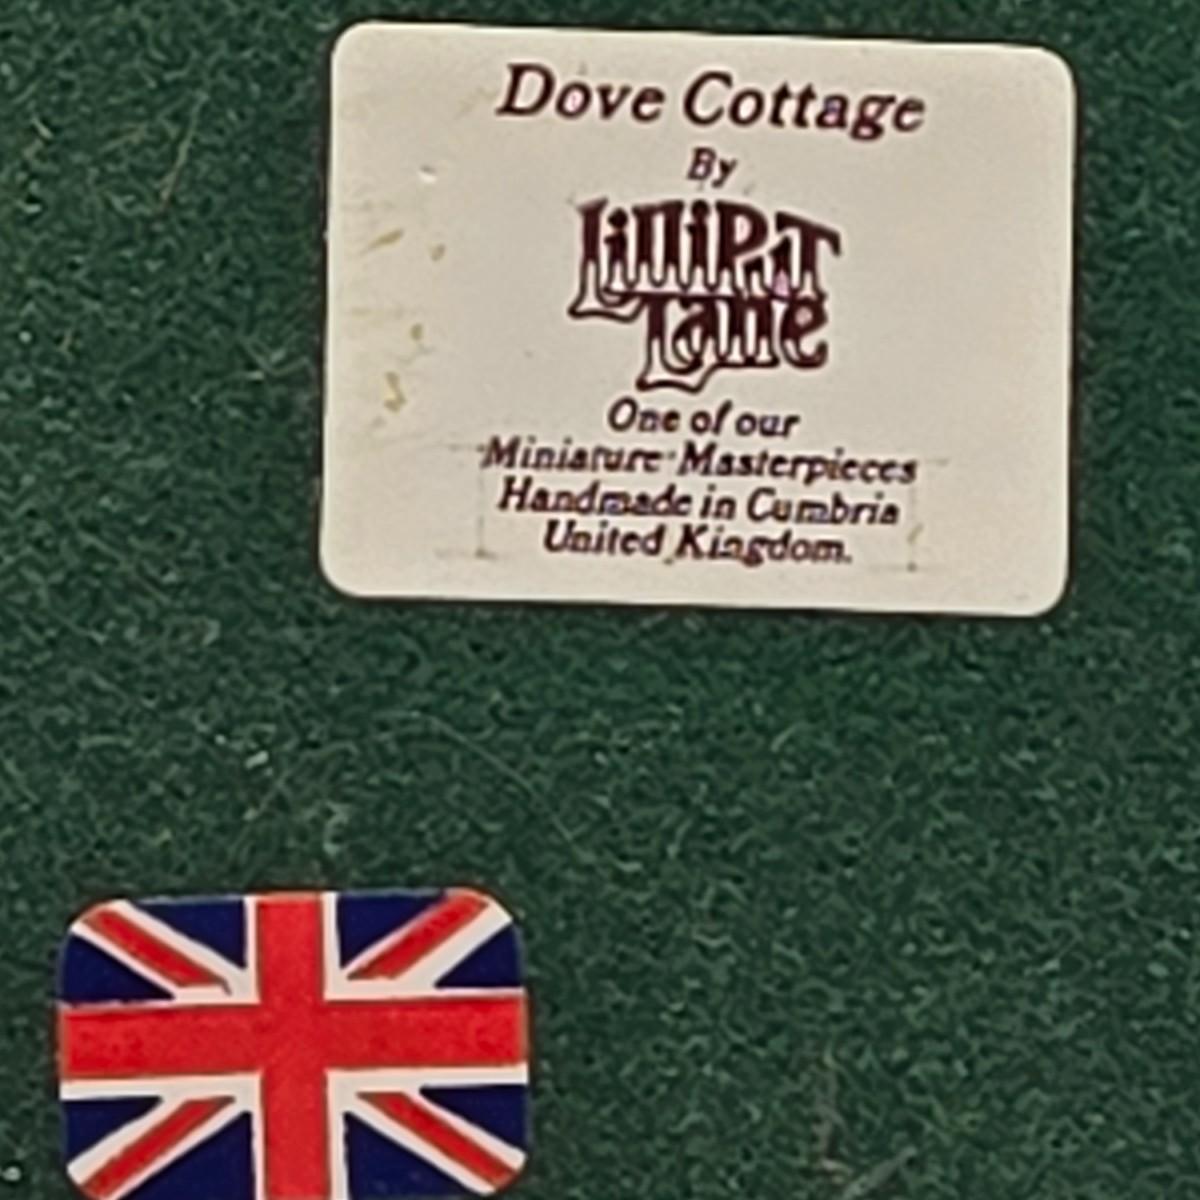 Dove Cottage
By
LilliPuT
Lane
One of our
Miniature Masterpieces
Handmade in Cumbria
United Kingdom.